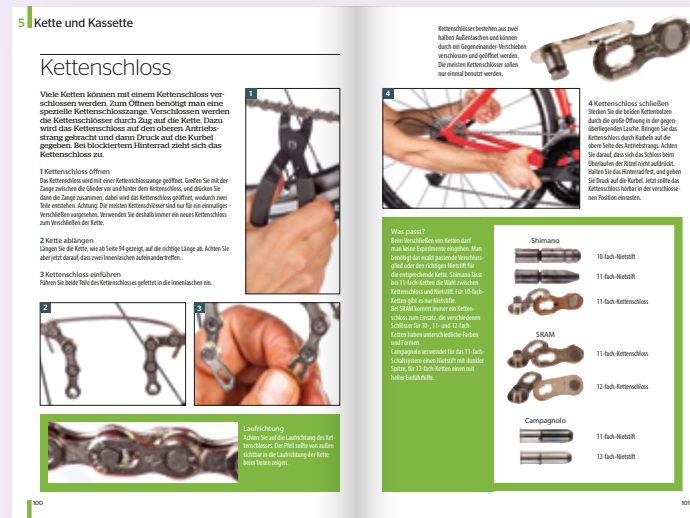 5 Kette und Kassette
Kettenschloss
Viele Ketten können mit einem Kettenschloss ver-
schlossen werden. Zum Öffnen benötigt man eine
spezielle Kettenschlosszange. Verschlossen werden
die Kettenschlösser durch Zug auf die Kette. Dazu
wird das Kettenschloss auf den oberen Antriebs-
strang gebracht und dann Druck auf die Kurbel
gegeben. Bei blockiertem Hinterrad zieht sich das
Kettenschloss zu.
1 Kettenschloss öffnen
Das Kettenschloss wird mit einer Kettenschlosszange geöffnet. Greifen Sie mit der
Zange zwischen die Glieder vor und hinter dem Kettenschloss, und drücken Sie
dann die Zange zusammen, dabei wird das Kettenschloss geöffnet, wodurch zwei
Teile entstehen. Achtung: Die meisten Kettenschlösser sind nur für ein einmaliges
Verschließen vorgesehen. Verwenden Sie deshalb immer ein neues Kettenschloss
zum Verschließen der Kette.
2 Kette ablängen
Längen Sie die Kette, wie ab Seite 94 gezeigt, auf die richtige Länge ab. Achten Sie
aber jetzt darauf, dass zwei Innenlaschen aufeinandertreffen.
3 Kettenschloss einführen
Führen Sie beide Teile des Kettenschlosses gefettet in die Innenlaschen ein.
1
2
3
Laufrichtung
Achten Sie auf die Laufrichtung des Ket-
tenschlosses. Der Pfeil sollte von außen
sichtbar in die Laufrichtung der Kette
beim Treten zeigen.
100
Kettenschlösser bestehen aus zwei
halben Außenlaschen und können
durch ein Gegeneinander-Verschieben
verschlossen und geöffnet werden.
Die meisten Kettenschlösser sollen
nur einmal benutzt werden.
4
4 Kettenschloss schließen
Stecken Sie die beiden Kettenbolzen
durch die große Öffnung in der gegen-
überliegenden Lasche. Bringen Sie das
Kettenschloss durch Kurbeln auf die
obere Seite des Antriebstrangs. Achten
Sie darauf, dass sich das Schloss beim
Überlaufen der Ritzel nicht aufdrückt.
Halten Sie das Hinterrad fest, und geben
Sie Druck auf die Kurbel. Jetzt sollte das
Kettenschloss hörbar in der verschlosse-
nen Position einrasten.
Was passt?
Beim Verschließen von Ketten darf
man keine Experimente eingehen. Man
benötigt das exakt passende Verschluss-
glied oder den richtigen Nietstift für
die entsprechende Kette. Shimano lässt
bei 11-fach-Ketten die Wahl zwischen
Kettenschloss und Nietstift. Für 10-fach-
Ketten gibt es nur Nietstifte.
Bei SRAM kommt immer ein Ketten-
schloss zum Einsatz, die verschiedenen
Schlösser für 10-, 11- und 12-fach-
Ketten haben unterschiedliche Farben
und Formen.
Campagnolo verwendet für das 11-fach-
Schaltsystem einen Nietstift mit dunkler
Spitze, für 12-fach-Ketten einen mit
heller Einführhilfe.
Shimano
10-fach-Nietstift
11-fach-Nietstift
11-fach-Kettenschloss
SRAM
11-fach-Kettenschloss
12-fach-Kettenschloss
Campagnolo
11-fach-Nietstift
12-fach-Nietstift
101